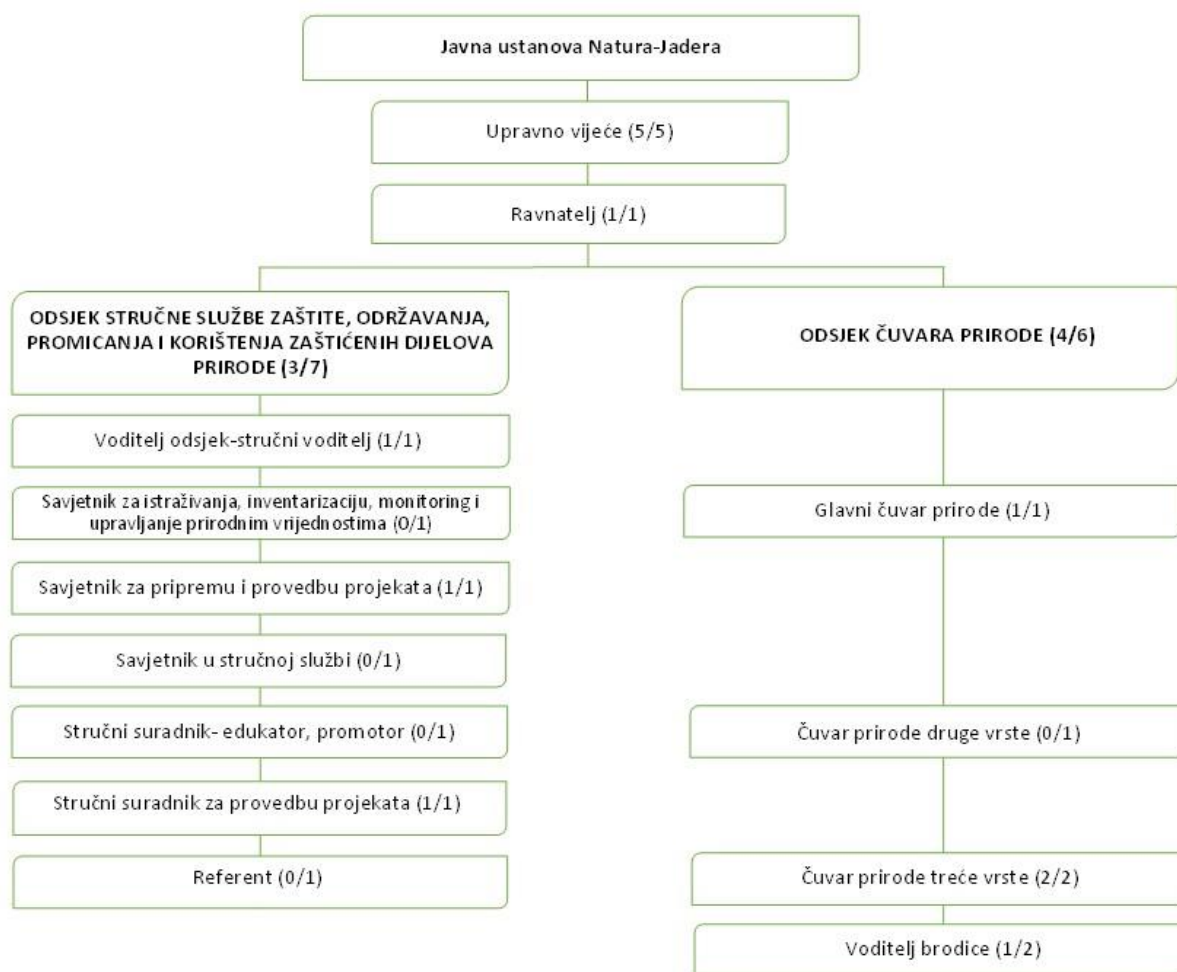 Javna ustanova Natura-Jadera
Upravno vijeće (5/5)
Ravnatelj (1/1)
ODSJEK STRUČNE SLUŽBE ZAŠTITE, ODRŽAVANJA,
PROMICANJA I KORIŠTENJA ZAŠTIĆENIH DIJELOVA
PRIRODE (3/7)
Voditelj odsjek-stručni voditelj (1/1)
Savjetnik za istraživanja, inventarizaciju, monitoring i
upravljanje prirodnim vrijednostima (0/1)
Savjetnik za pripremu i provedbu projekata (1/1)
Savjetnik u stručnoj službi (0/1)
Stručni suradnik- edukator, promotor (0/1)
Stručni suradnik za provedbu projekata (1/1)
Referent (0/1)
ODSJEK ČUVARA PRIRODE (4/6)
Glavni čuvar prirode (1/1)
Čuvar prirode druge vrste (0/1)
Čuvar prirode treće vrste (2/2)
Voditelj brodice (1/2)